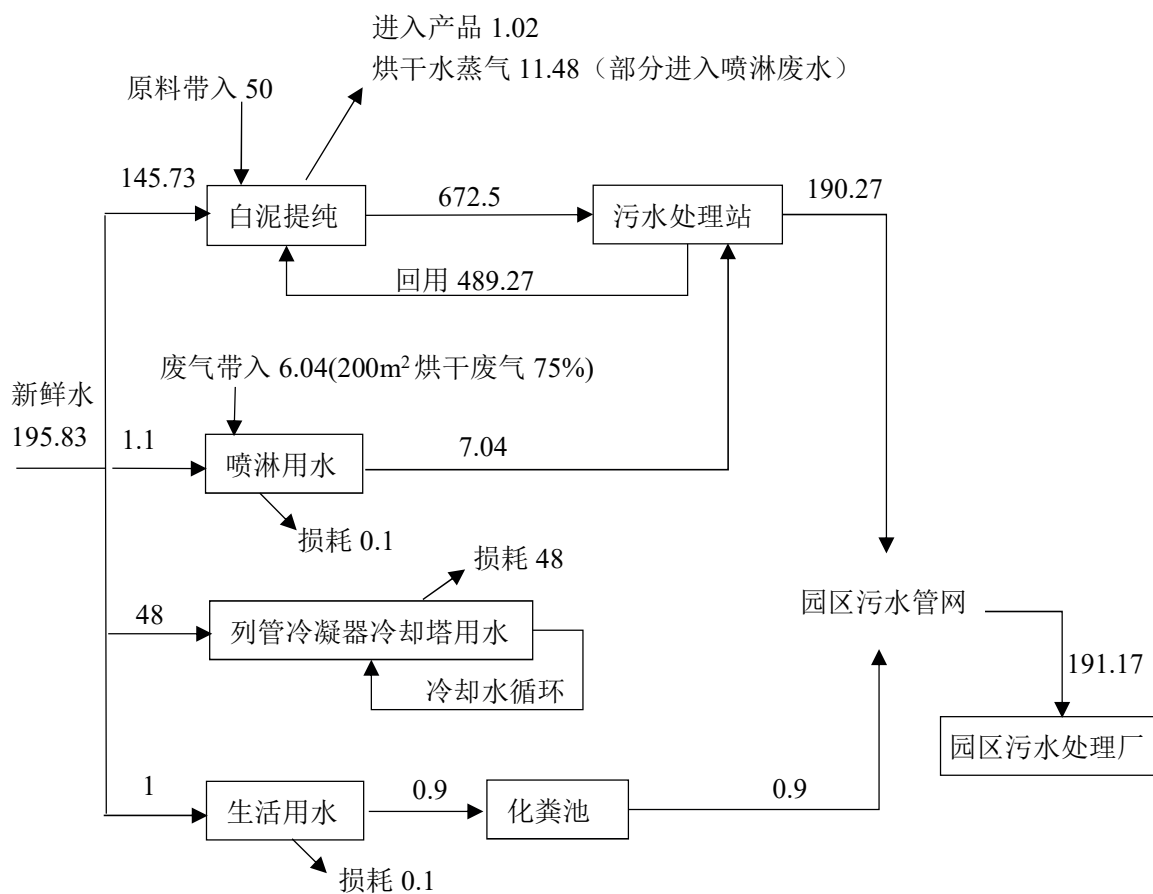 进入产品 1.02
烘干水蒸气 11.48（部分进入喷淋废水）
原料带入 50
145.73
白泥提纯
672.5
污水处理站
190.27
回用 489.27
废气带入 6.04(200m² 烘干废气 75%)
新鲜水
195.83
1.1
喷淋用水
7.04
损耗 0.1
损耗 48
48
列管冷凝器冷却塔用水
冷却水循环
园区污水管网
191.17
园区污水处理厂
1
生活用水
0.9
化粪池
0.9
损耗 0.1